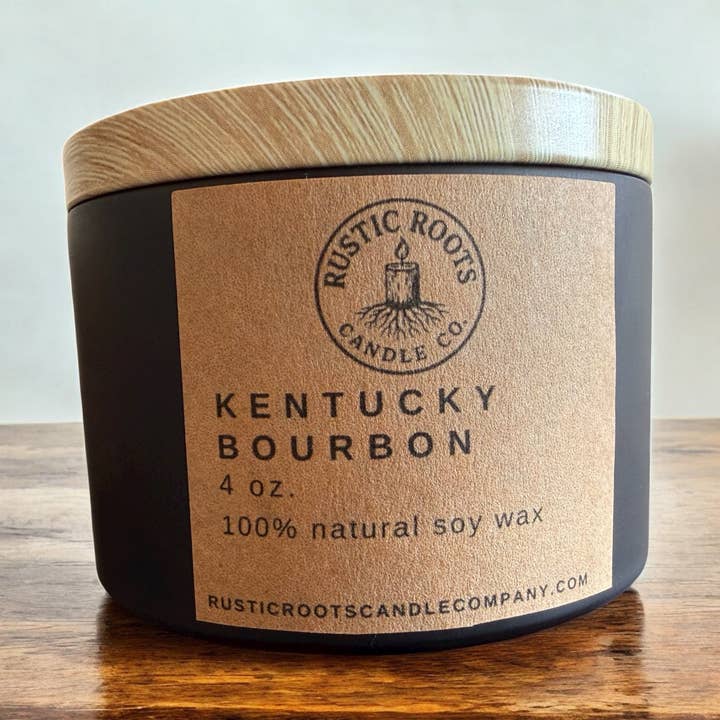 RUSTIC ROOTS
CANDLE CO.
KENTUCKY
BOURBON
4 oz.
100% natural soy wax
RUSTICROOTSCANDLECOMPANY.COM